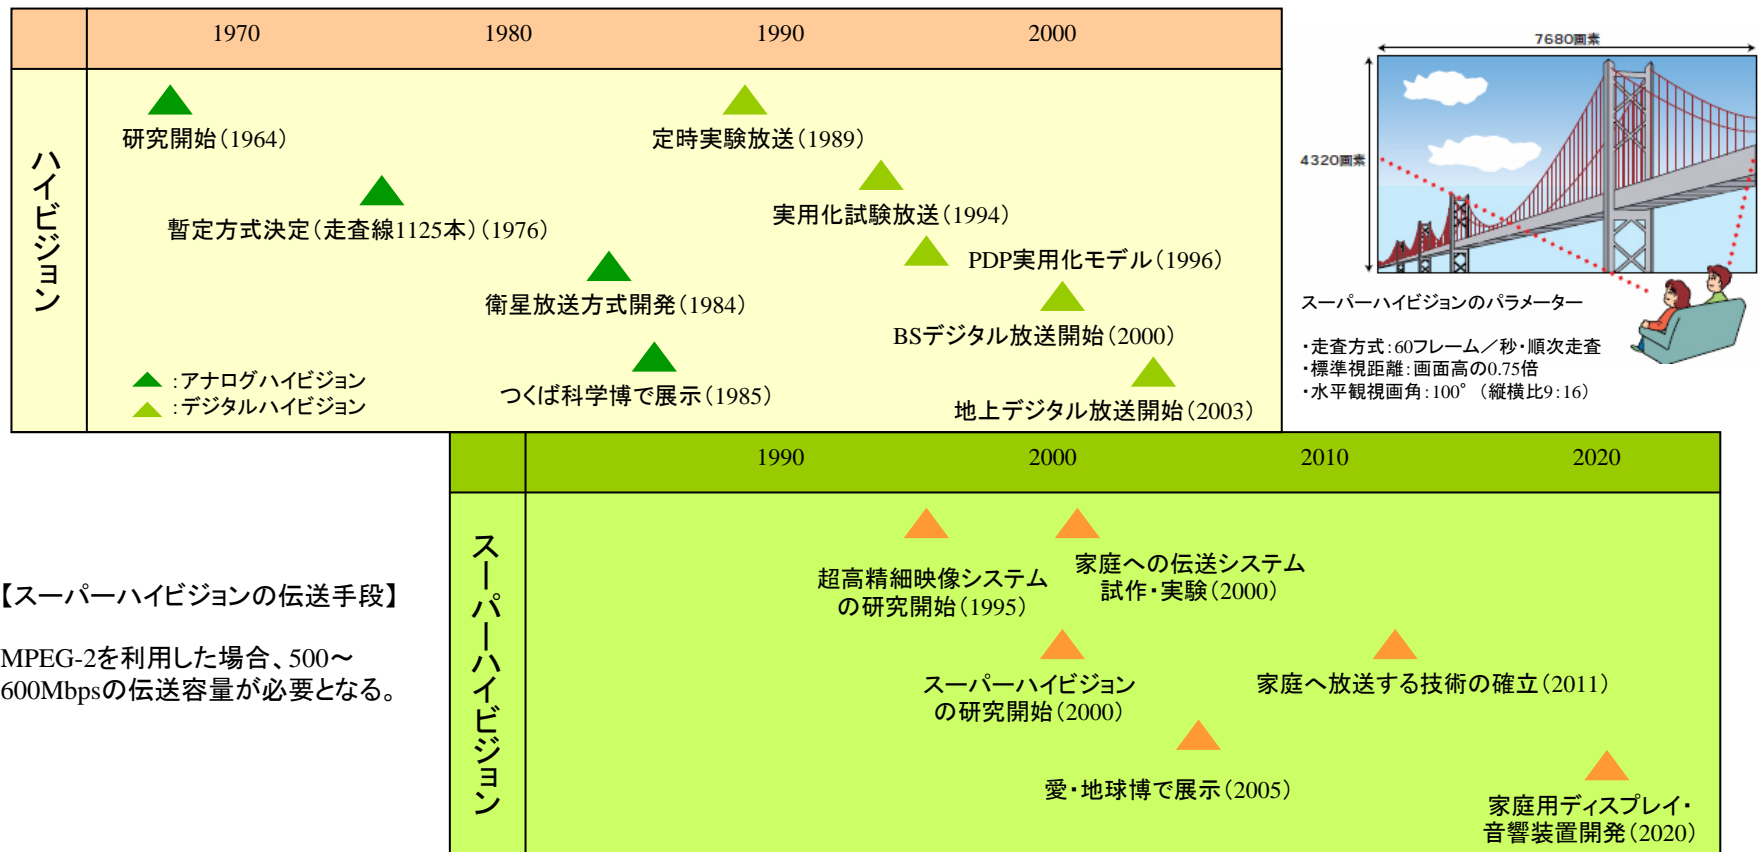 1970 1980 1990 2000
ハイビジョン
研究開始(1964)
定時実験放送(1989)
暫定方式決定(走査線1125本)(1976)
実用化試験放送(1994)
衛星放送方式開発(1984)
PDP実用化モデル(1996)
つくば科学博で展示(1985)
BSデジタル放送開始(2000)
地上デジタル放送開始(2003)
:アナログハイビジョン
:デジタルハイビジョン
7680画素
4320画素
スーパーハイビジョンのパラメーター
・走査方式:60フレーム/秒・順次走査
・標準視距離:画面高の0.75倍
・水平観視画角:100°(縦横比9:16)
1990 2000 2010 2020
スーパーハイビジョン
超高精細映像システム
の研究開始(1995)
家庭への伝送システム
試作・実験(2000)
スーパーハイビジョン
の研究開始(2000)
家庭へ放送する技術の確立(2011)
愛・地球博で展示(2005)
家庭用ディスプレイ・
音響装置開発(2020)
【スーパーハイビジョンの伝送手段】
MPEG-2を利用した場合、500~
600Mbpsの伝送容量が必要となる。